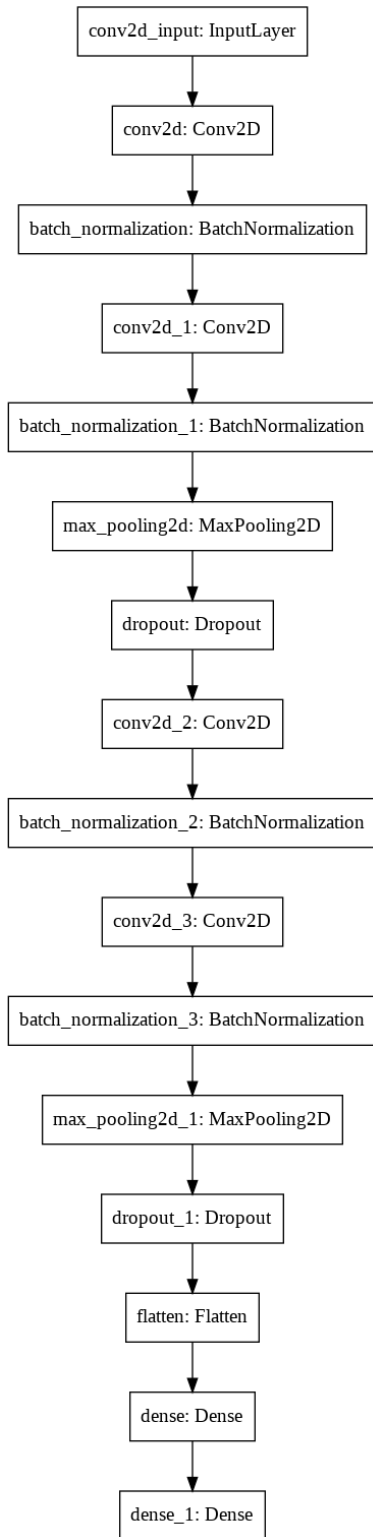 conv2d_input: InputLayer
conv2d: Conv2D
batch_normalization: BatchNormalization
conv2d_1: Conv2D
batch_normalization_1: BatchNormalization
max_pooling2d: MaxPooling2D
dropout: Dropout
conv2d_2: Conv2D
batch_normalization_2: BatchNormalization
conv2d_3: Conv2D
batch_normalization_3: BatchNormalization
max_pooling2d_1: MaxPooling2D
dropout_1: Dropout
flatten: Flatten
dense: Dense
dense_1: Dense